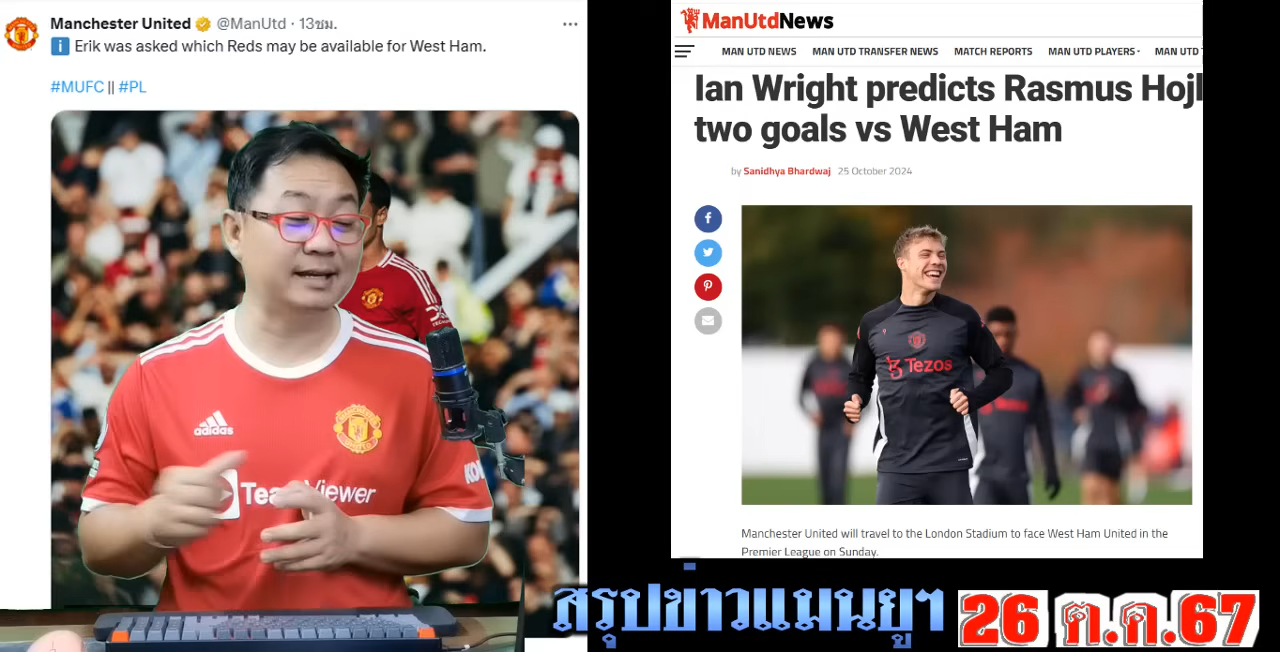 Manchester United @ManUtd · 13ชม.
Erik was asked which Reds may be available for West Ham.
#MUFC || #PL
adidas
TeamViewer
ManUtdNews
MAN UTD NEWS MAN UTD TRANSFER NEWS MATCH REPORTS MAN UTD PLAYERS MAN UTD
Ian Wright predicts Rasmus Hojl
two goals vs West Ham
by Sanidhya Bhardwaj 25 October 2024
Tezos
Manchester United will travel to the London Stadium to face West Ham United in the
Premier League on Sunday.
สรุปข่าวแมนยูฯ 26 ต.ค.67